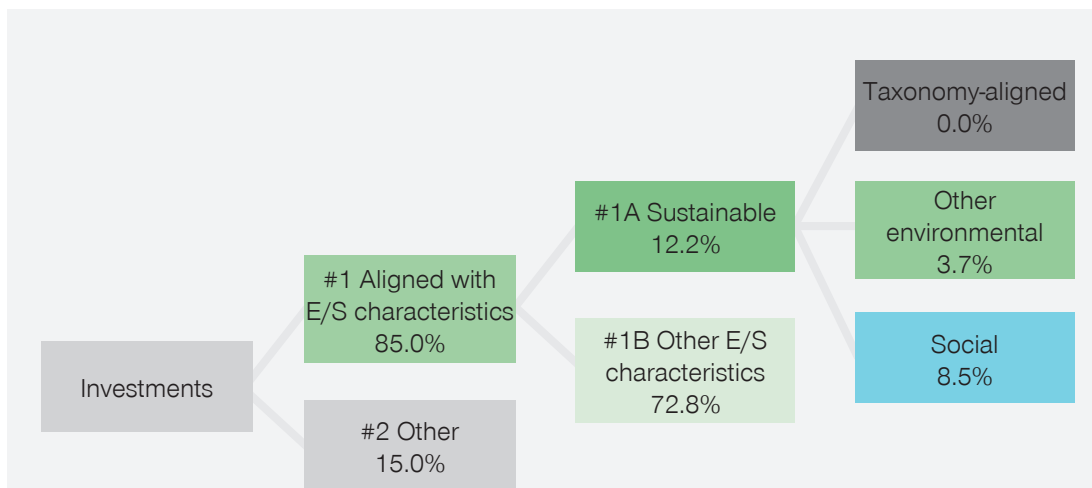 Investments
#1 Aligned with
E/S characteristics
85.0%
#2 Other
15.0%
#1A Sustainable
12.2%
#1B Other E/S
characteristics
72.8%
Taxonomy-aligned
0.0%
Other
environmental
3.7%
Social
8.5%